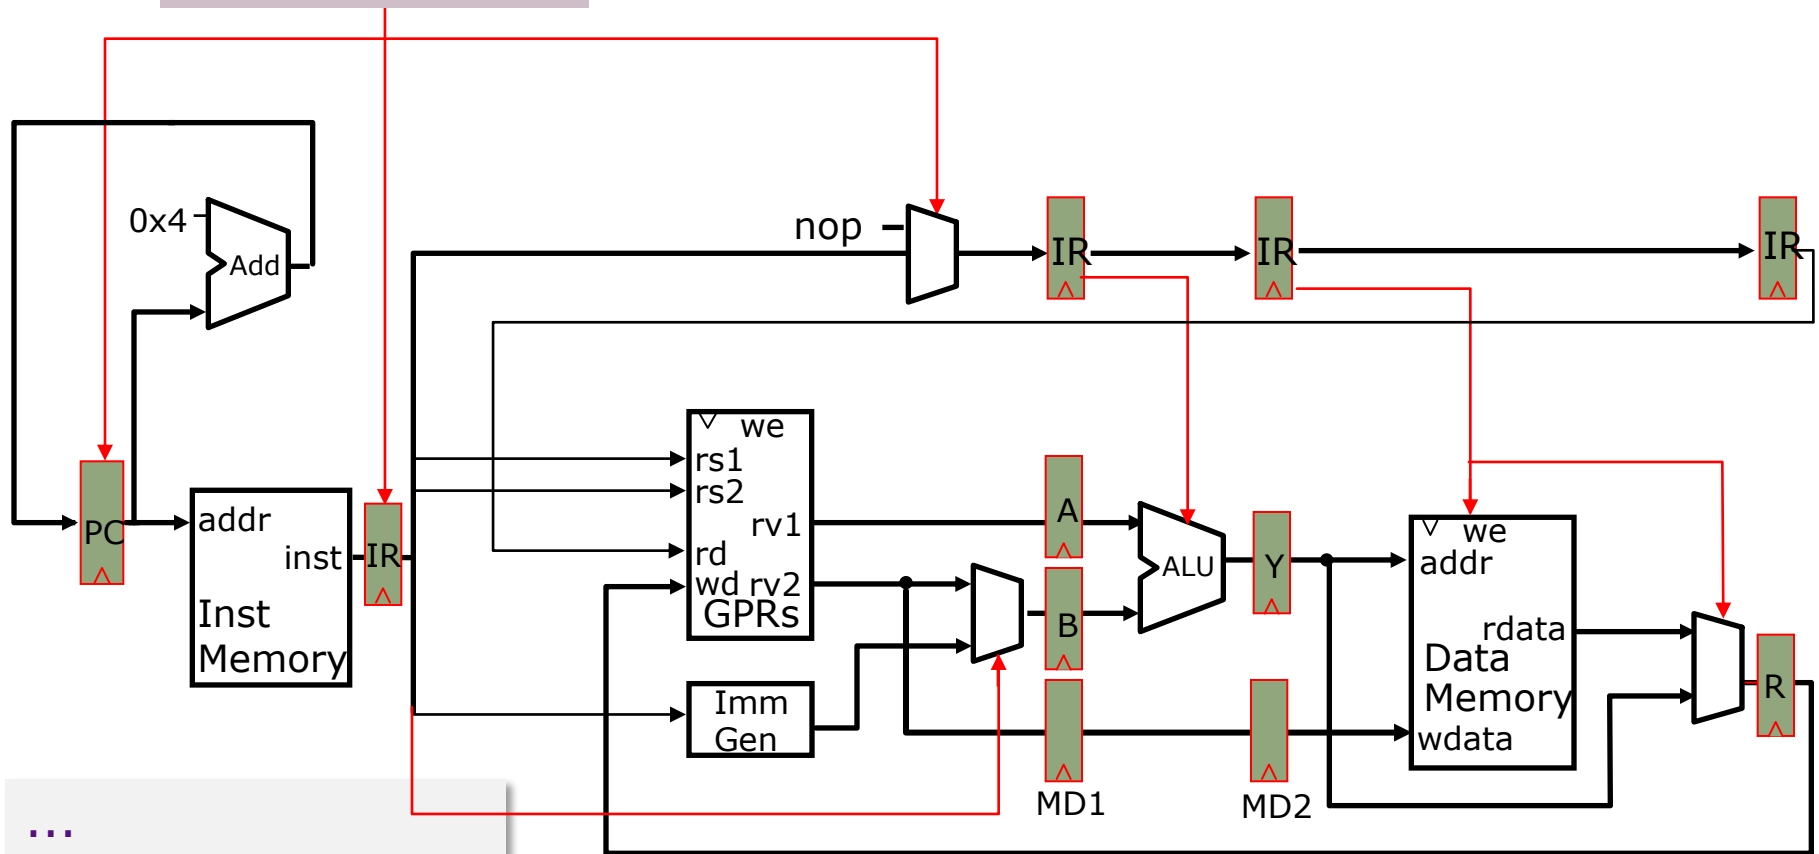 0x4
Add
nop
IR
IR
IR
we
rs1
rs2
rv1
rd
wd rv2
GPRs
PC
addr
inst
Inst
Memory
IR
A
B
ALU
Y
we
addr
rdata
Data
Memory
wdata
R
Imm
Gen
MD1
MD2
...